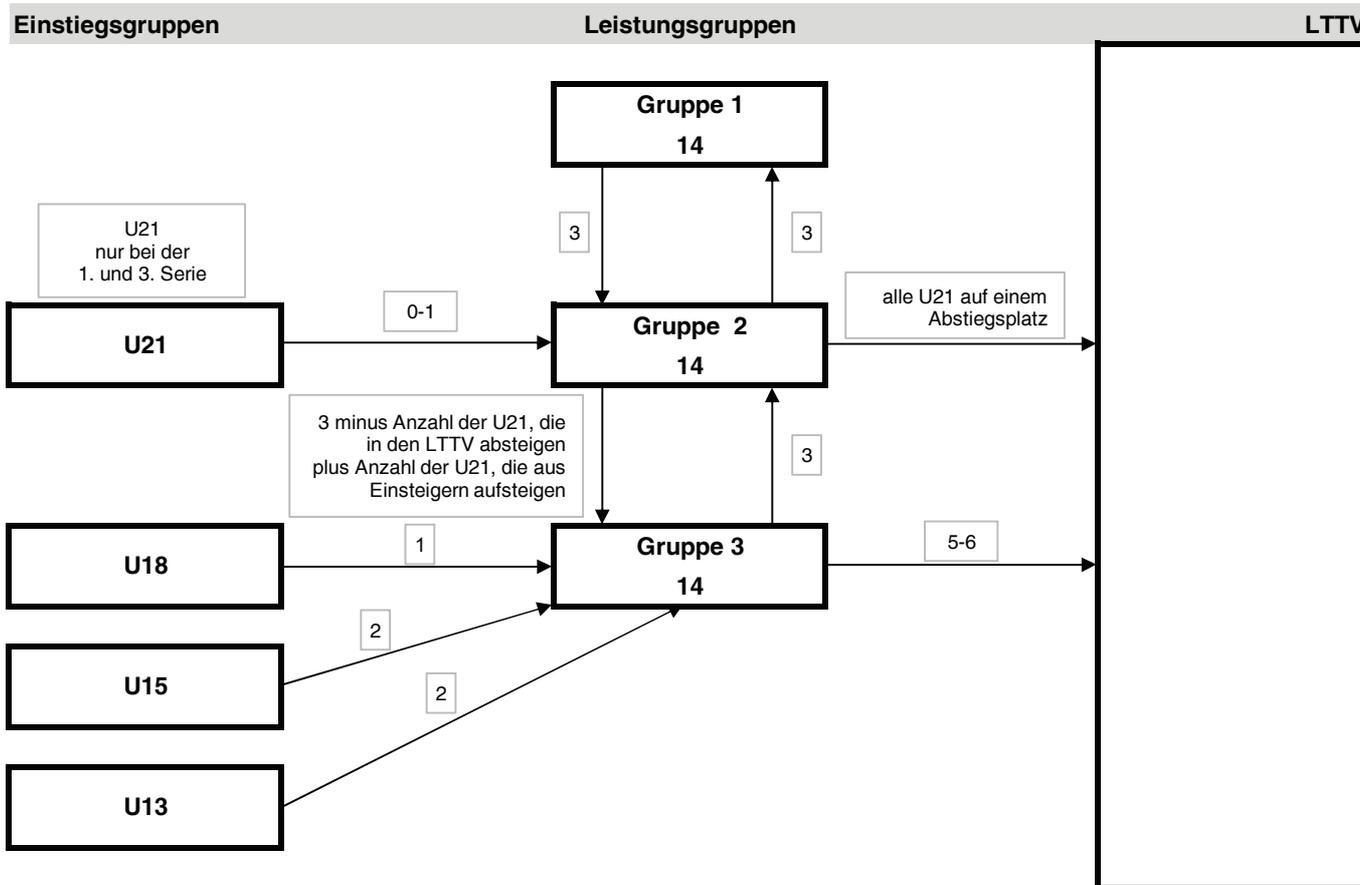 Einstiegsgruppen
Leistungsgruppen
LTTV
Gruppe 1
14
3
3
U21
nur bei der
1. und 3. Serie
U21
0-1
Gruppe 2
14
alle U21 auf einem
Abstiegsplatz
3 minus Anzahl der U21, die
in den LTTV absteigen
plus Anzahl der U21, die aus
Einsteigern aufsteigen
3
U18
1
Gruppe 3
14
5-6
U15
2
U13
2